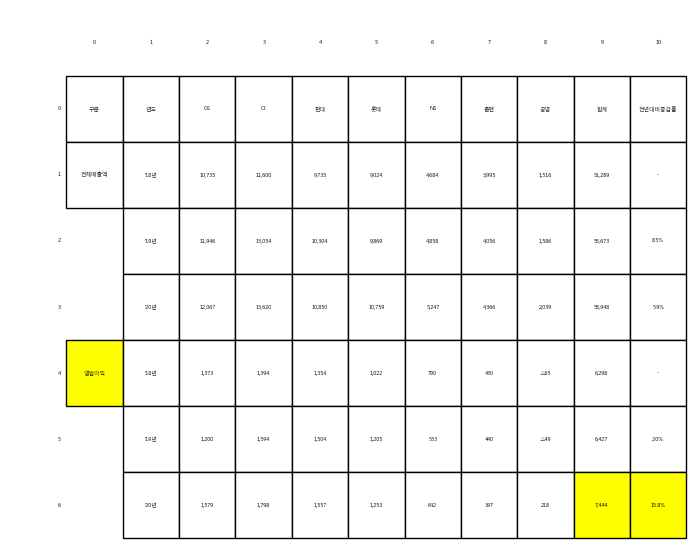 0 1 2 3 4 5 6 7 8 9 10
0 구분 연도 GS CJ 현대 롯데 NS 홈앤 공영 합계 전년대비증감률
1 전체매출액 '18년 10,735 11,600 9,735 9,024 4,684 3,995 1,516 51,289 -
2 '19년 11,946 13,054 10,304 9,869 4,858 4,056 1,586 55,673 8.5%
3 '20년 12,067 13,620 10,850 10,759 5,247 4,366 2,039 58,948 5.9%
4 영업이익 '18년 1,373 1,394 1,354 1,022 790 430 △65 6,298 -
5 '19년 1,200 1,594 1,504 1,205 533 440 △49 6,427 2.0%
6 '20년 1,579 1,798 1,557 1,253 642 397 218 7,444 15.8%